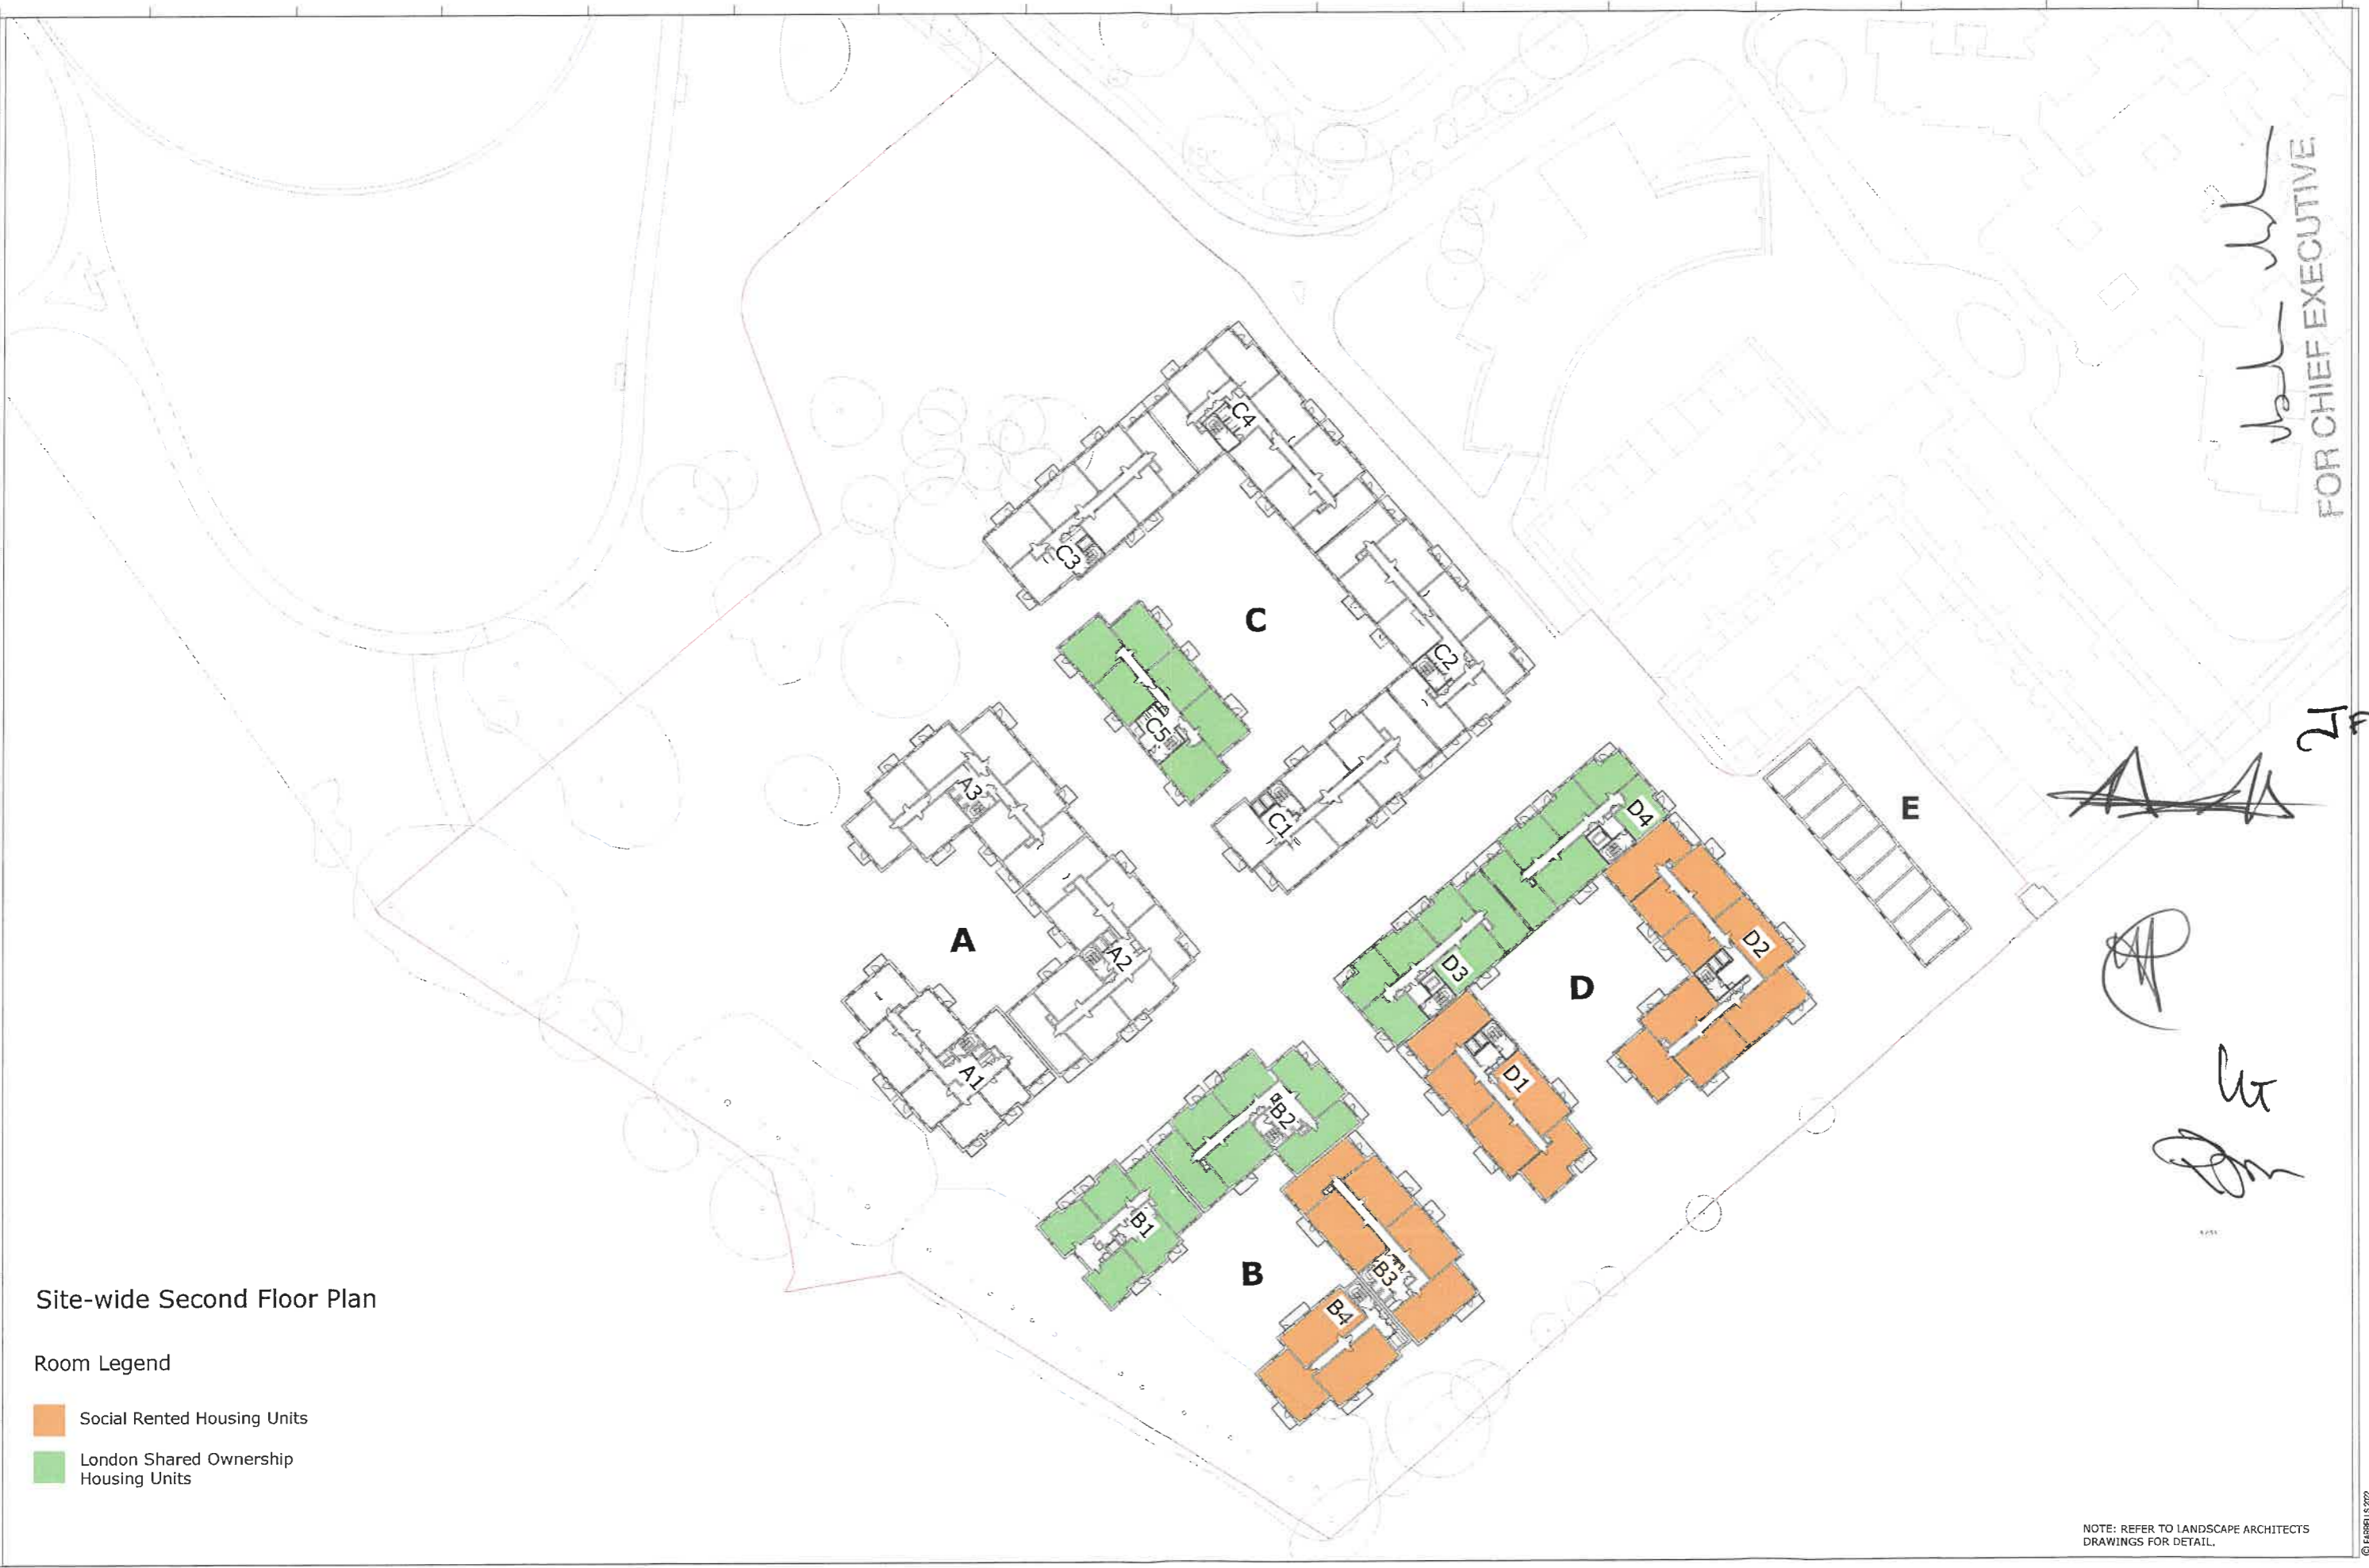 C4
C3
C
C2
C5
A3
C1
E
D4
A
A2
D2
D3
D
A1
D1
B2
B1
B
B3
B4
FOR CHIEF EXECUTIVE
Site-wide Second Floor Plan
Room Legend
Social Rented Housing Units
London Shared Ownership
Housing Units
NOTE: REFER TO LANDSCAPE ARCHITECTS
DRAWINGS FOR DETAIL.
© FARRELLS 2022